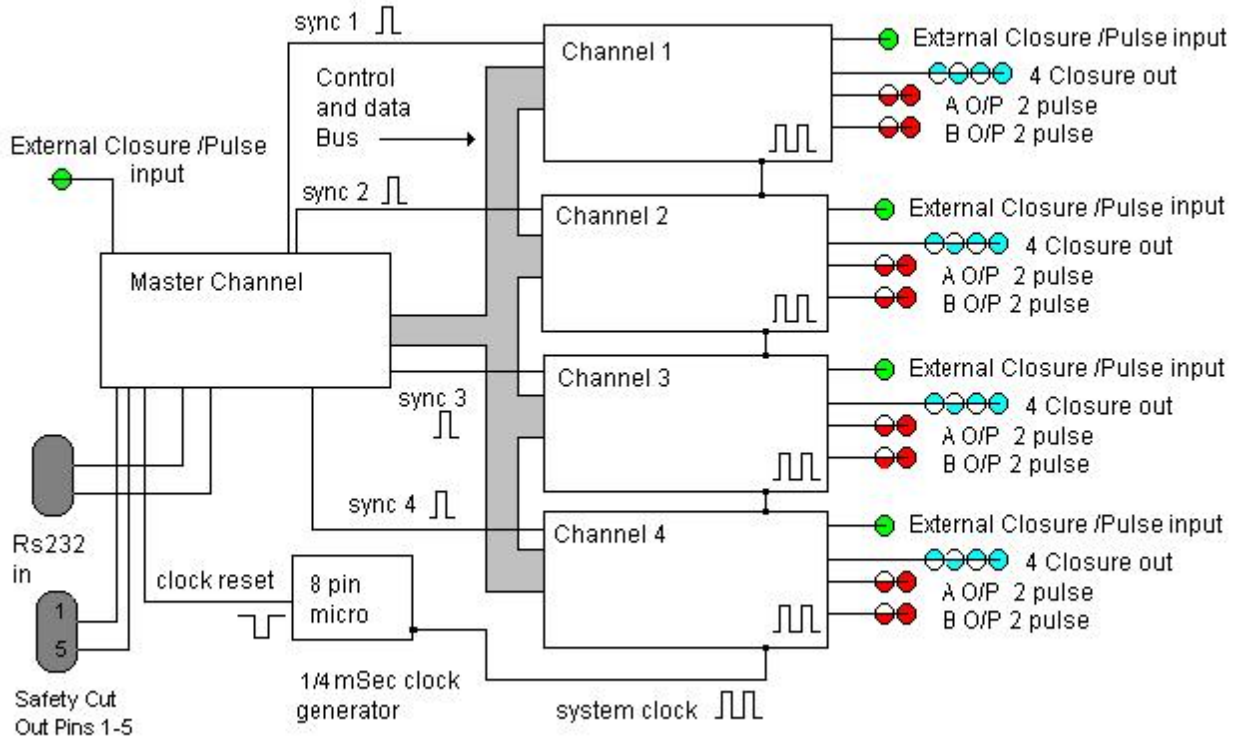 sync 1
Control
and data
Bus
External Closure /Pulse
input
sync 2
Master Channel
sync 3
sync 4
Rs232
in
1
5
Safety Cut
Out Pins 1-5
clock reset
8 pin
micro
1/4 mSec clock
generator
system clock
Channel 1
External Closure /Pulse input
4 Closure out
A O/P 2 pulse
B O/P 2 pulse
Channel 2
External Closure /Pulse input
4 Closure out
A O/P 2 pulse
B O/P 2 pulse
Channel 3
External Closure /Pulse input
4 Closure out
A O/P 2 pulse
B O/P 2 pulse
Channel 4
External Closure /Pulse input
4 Closure out
A O/P 2 pulse
B O/P 2 pulse